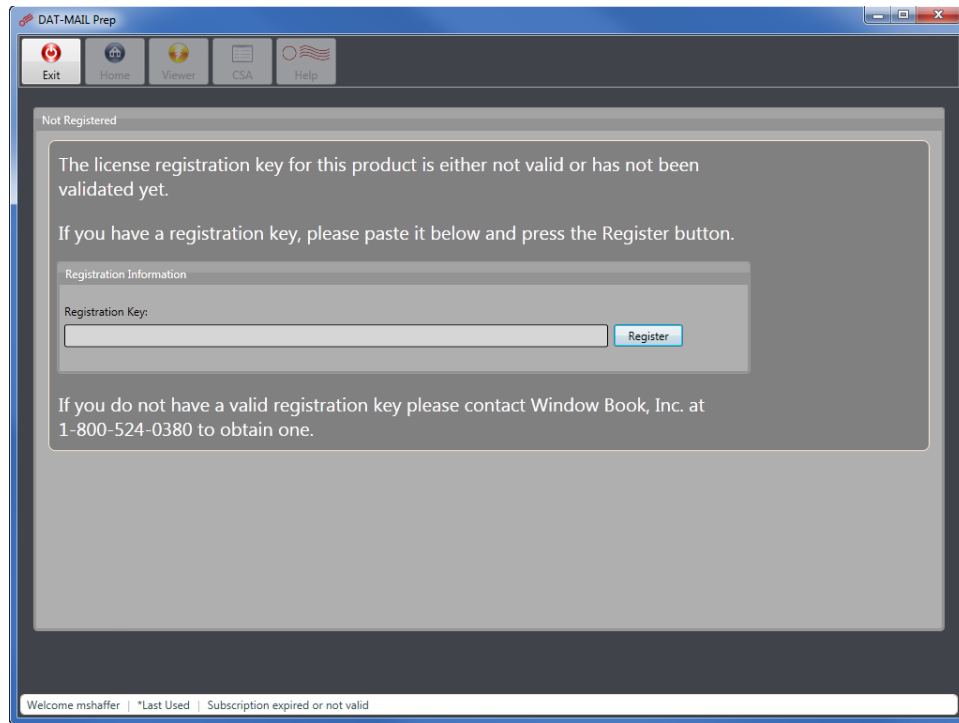 DAT-MAIL Prep
Exit Home Viewer CSA Help
Not Registered
The license registration key for this product is either not valid or has not been
validated yet.
If you have a registration key, please paste it below and press the Register button.
Registration Information
Registration Key:
Register
If you do not have a valid registration key please contact Window Book, Inc. at
1-800-524-0380 to obtain one.
Welcome mshaffer | *Last Used | Subscription expired or not valid